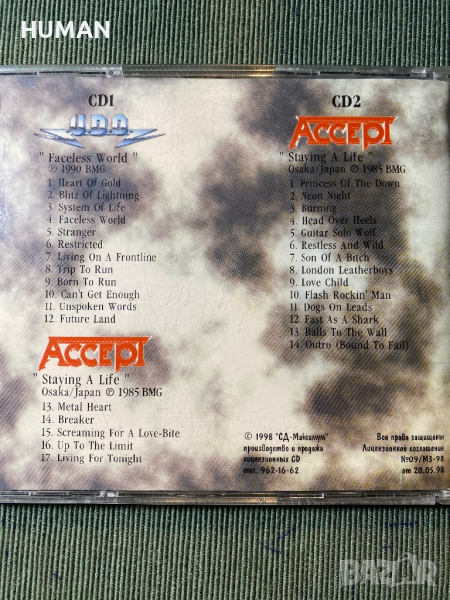 HUMAN
CD1
U.D.O.
" Faceless World "
℗ 1990 BMG
1. Heart Of Gold
2. Blitz Of Lightning
3. System Of Life
4. Faceless World
5. Stranger
6. Restricted
7. Living On A Frontline
8. Trip To Run
9. Born To Run
10. Can't Get Enough
11. Unspoken Words
12. Future Land
ACCEPT
" Staying A Life "
Osaka/Japan ℗ 1985 BMG
13. Metal Heart
14. Breaker
15. Screaming For A Love-Bite
16. Up To The Limit
17. Living For Tonight
CD2
ACCEPT
" Staying A Life "
Osaka/Japan ℗ 1985 BMG
1. Princess Of The Down
2. Neon Night
3. Burning
4. Head Over Heels
5. Guitar Solo Wolf
6. Restless And Wild
7. Son Of A Bitch
8. London Leatherboys
9. Love Child
10. Flash Rockin' Man
11. Dogs On Leads
12. Fast As A Shark
13. Balls To The Wall
14. Outro (Bound To Fail)
© 1998 "СД-Максимум"
производство и продажа
лицензионных CD
тел. 962-16-62
Все права защищены
Лицензионное соглашение
№09/МЗ-98
от 20.05.98
BAZAR